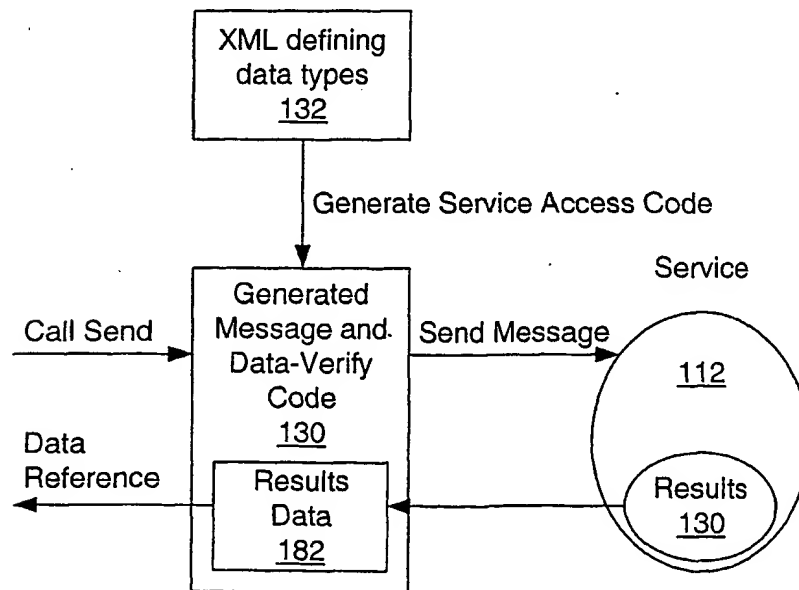 XML defining
data types
132
Generate Service Access Code
Service
Call Send
Generated
Message and
Data-Verify
Code
130
Send Message
112
Data
Reference
Results
Data
182
Results
130